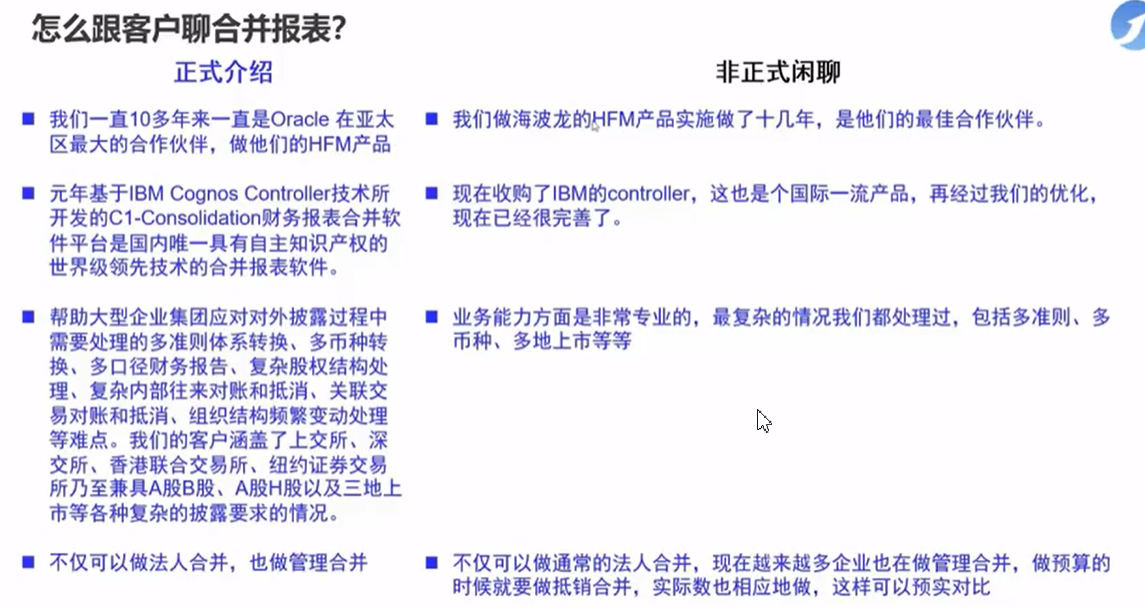 怎么跟客户聊合并报表?
正式介绍
我们一直10多年来一直是Oracle 在亚太
区最大的合作伙伴，做他们的HFM产品
元年基于IBM Cognos Controller技术所
开发的C1-Consolidation财务报表合并软
件平台是国内唯一具有自主知识产权的
世界级领先技术的合并报表软件。
帮助大型企业集团应对对外披露过程中
需要处理的多准则体系转换、多币种转
换、多口径财务报告、复杂股权结构处
理、复杂内部往来对账和抵消、关联交
易对账和抵消、组织结构频繁变动处理
等难点。我们的客户涵盖了上交所、深
交所、香港联合交易所、纽约证券交易
所乃至兼具A股B股、A股H股以及三地上
市等各种复杂的披露要求的情况。
不仅可以做法人合并，也做管理合并
非正式闲聊
我们做海波龙的HFM产品实施做了十几年，是他们的最佳合作伙伴。
现在收购了IBM的controller，这也是个国际一流产品，再经过我们的优化，
现在已经很完善了。
业务能力方面是非常专业的，最复杂的情况我们都处理过，包括多准则、多
币种、多地上市等等
不仅可以做通常的法人合并，现在越来越多企业也在做管理合并，做预算的
时候就要做抵销合并，实际数也相应地做，这样可以预实对比